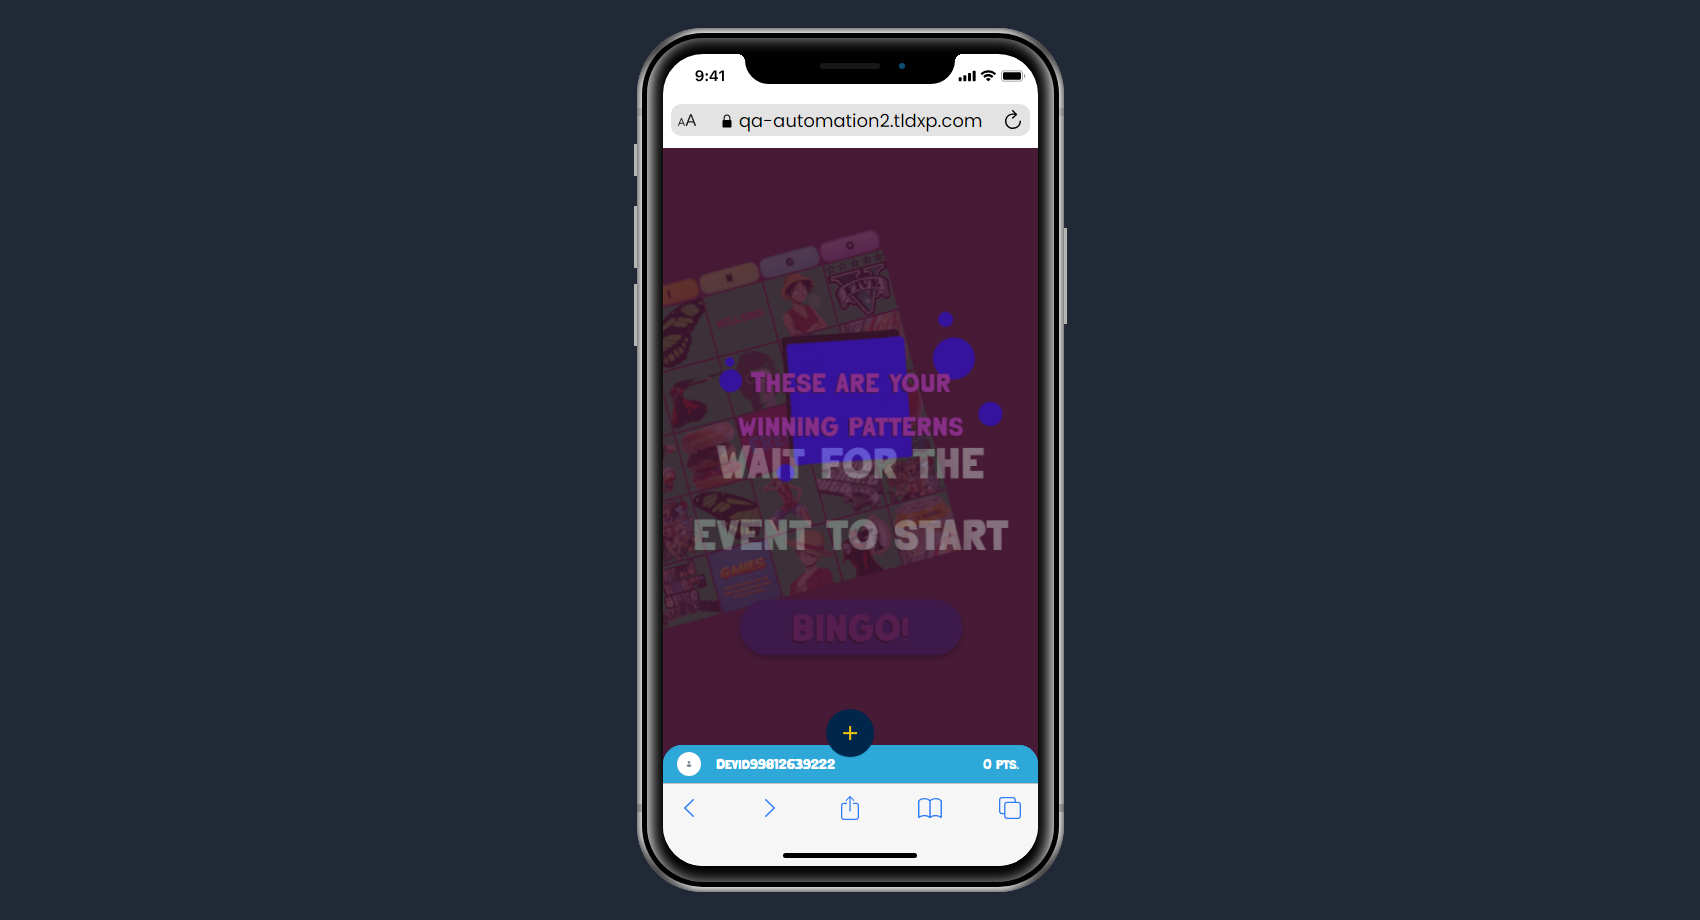 9:41
AA qa-automation2.tldxp.com
I N G O
FIVE
These are your
winning patterns
Wait for the
event to start
GAMES
BINGO!
+
Devid99812639222 0 pts.